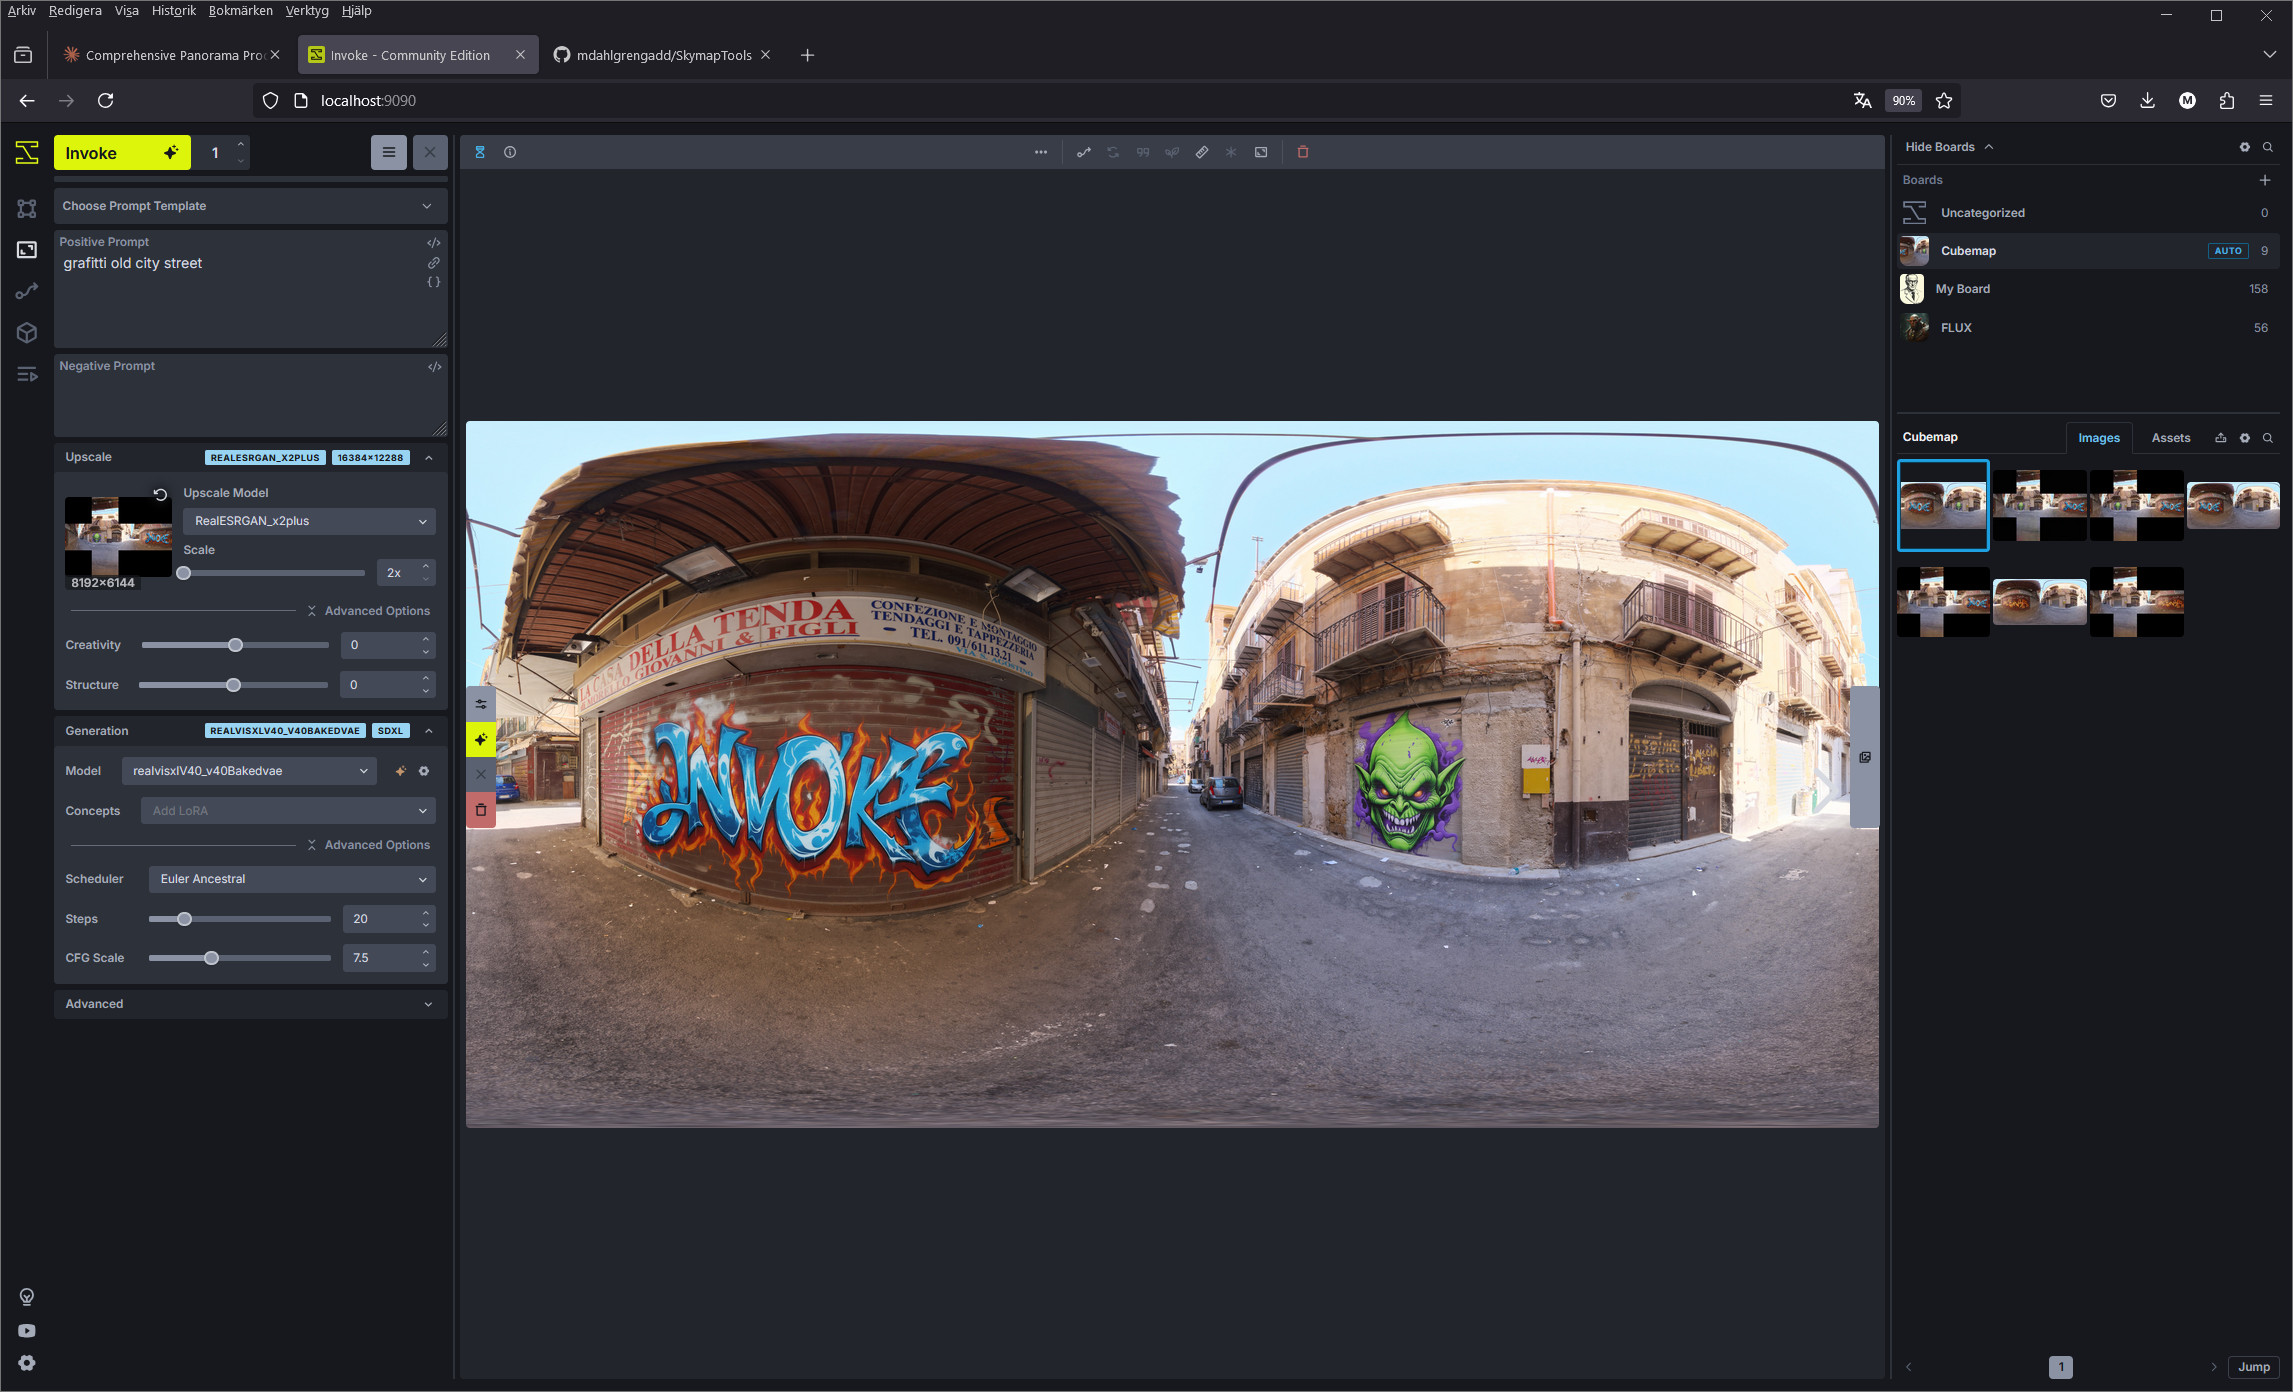 Arkiv Redigera Visa Historik Bokmärken Verktyg Hjälp
Comprehensive Panorama Pro
Invoke - Community Edition
mdahlgrengadd/SkymapTools
localhost:9090
90%
M
Invoke
1
Choose Prompt Template
Positive Prompt
grafitti old city street
Negative Prompt
Upscale REALESRGAN_X2PLUS 16384×12288
Upscale Model
RealESRGAN_x2plus
Scale
2x
8192×6144
Advanced Options
Creativity 0
Structure 0
Generation REALVISXLV40_V40BAKEDVAE SDXL
Model realvisxlV40_v40Bakedvae
Concepts Add LoRA
Advanced Options
Scheduler Euler Ancestral
Steps 20
CFG Scale 7.5
Advanced
LA CASA DELLA TENDA
GIOVANNI & FIGLI
CONFEZIONE E MONTAGGIO
TENDAGGI E TAPPEZZERIA
TEL. 091/611.13.21
VIA S. AGOSTINO
INVOKE
Hide Boards
Boards
Uncategorized 0
Cubemap AUTO 9
My Board 158
FLUX 56
Cubemap Images Assets
1 Jump